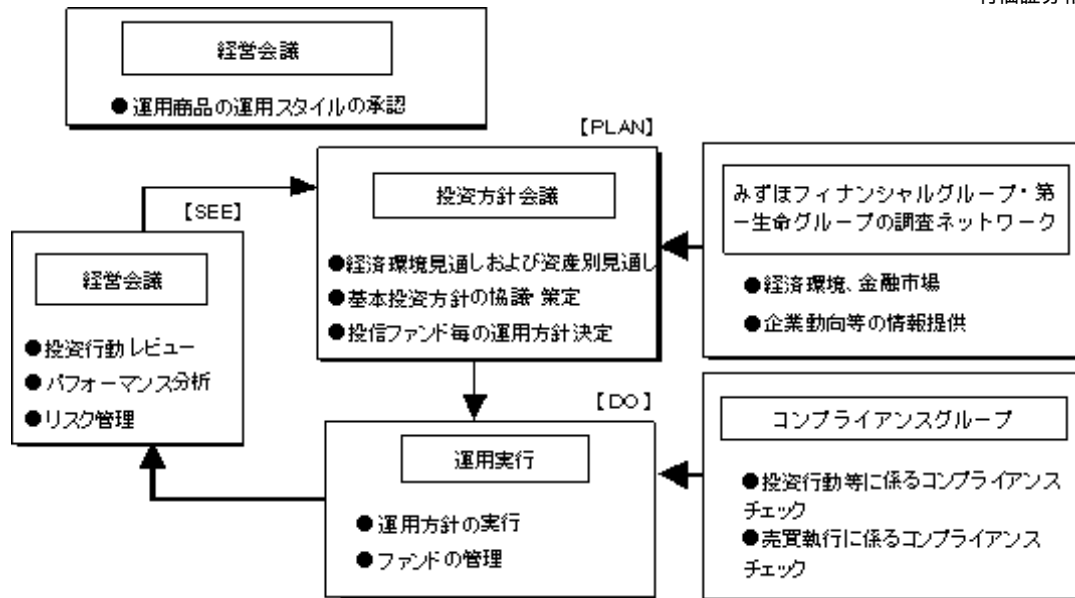 経営会議
●運用商品の運用スタイルの承認
【PLAN】
投資方針会議
●経済環境見通しおよび資産別見通し
●基本投資方針の協議・策定
●投信ファンド毎の運用方針決定
みずほフィナンシャルグループ・第
一生命グループの調査ネットワーク
●経済環境、金融市場
●企業動向等の情報提供
【SEE】
経営会議
●投資行動レビュー
●パフォーマンス分析
●リスク管理
【DO】
運用実行
●運用方針の実行
●ファンドの管理
コンプライアンスグループ
●投資行動等に係るコンプライアンス
チェック
●売買執行に係るコンプライアンス
チェック